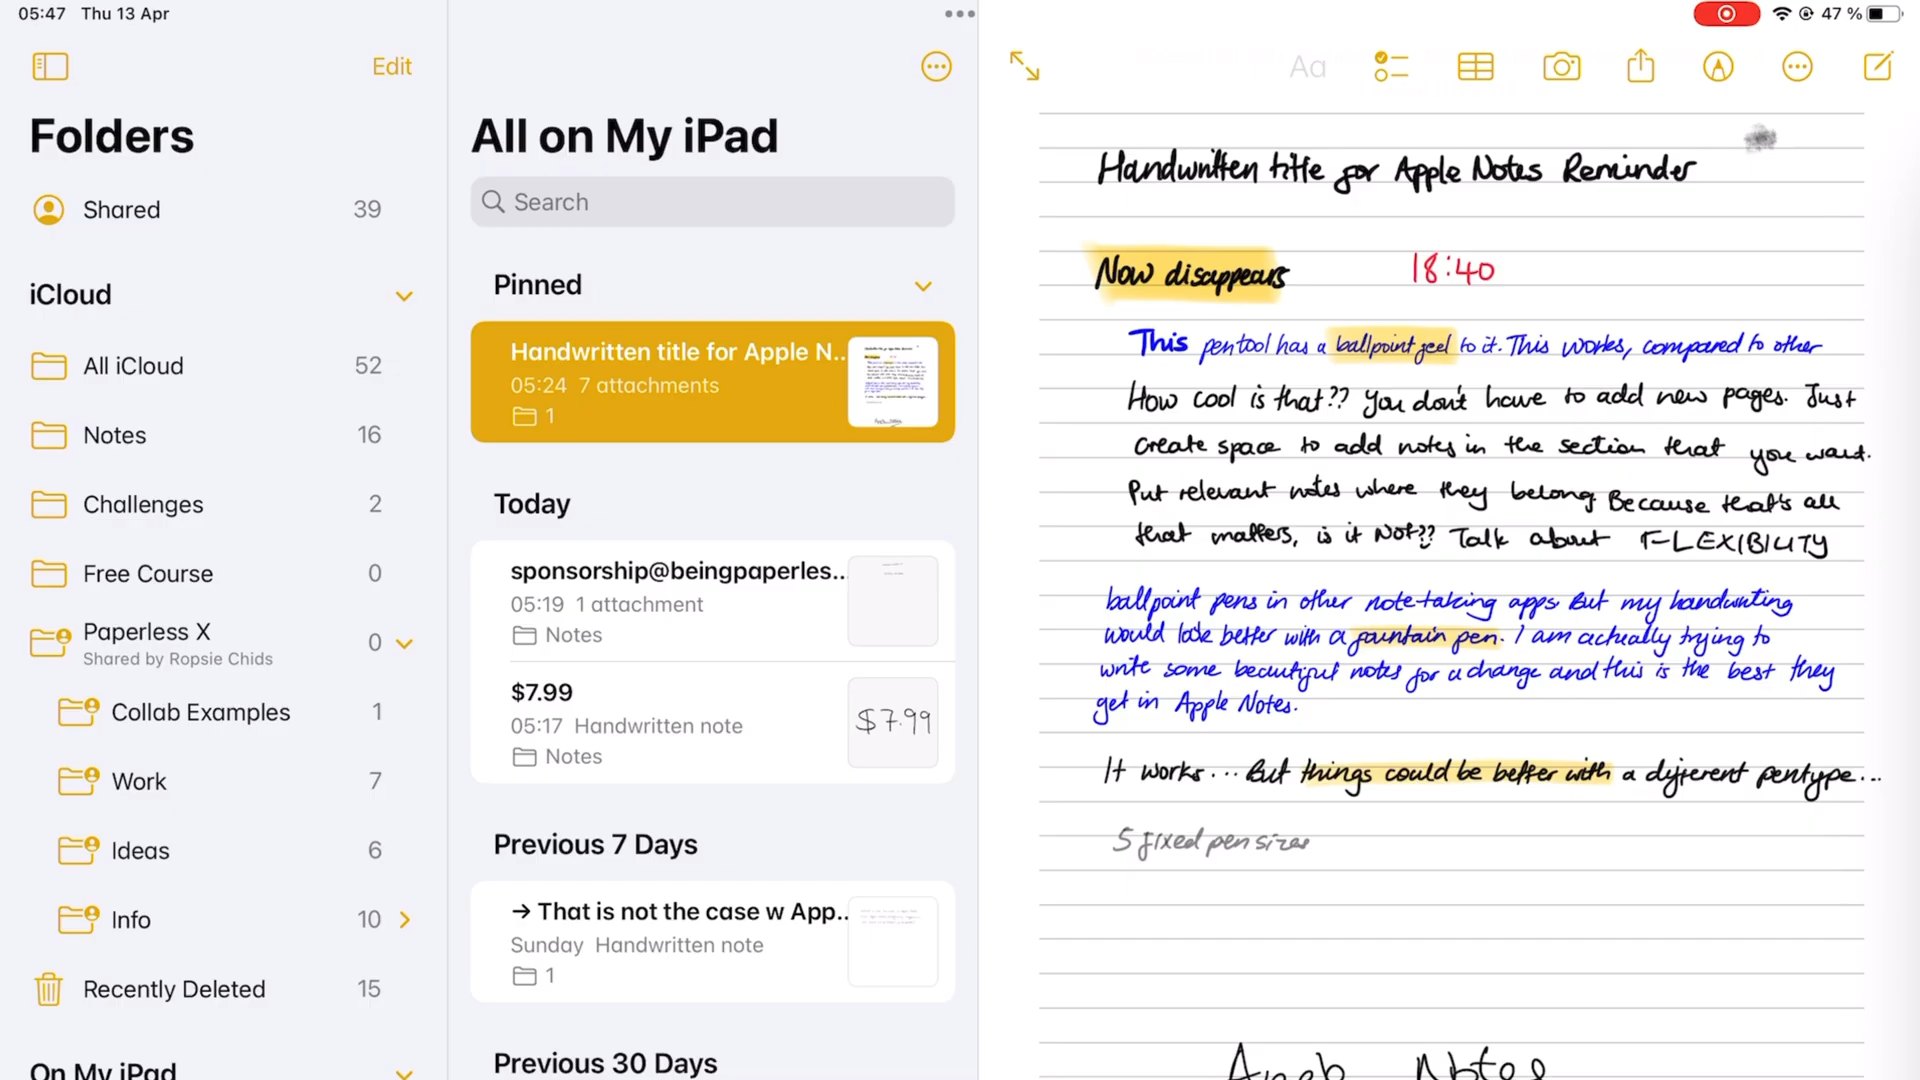 05:47 Thu 13 Apr
47 %
Edit
Folders
Shared 39
iCloud
All iCloud 52
Notes 16
Challenges 2
Free Course 0
Paperless X 0
Shared by Ropsie Chids
Collab Examples 1
Work 7
Ideas 6
Info 10
Recently Deleted 15
On My iPad
All on My iPad
Search
Pinned
Handwritten title for Apple N...
05:24 7 attachments
1
Today
sponsorship@beingpaperles...
05:19 1 attachment
Notes
$7.99
05:17 Handwritten note
Notes
$7.99
Previous 7 Days
→ That is not the case w App...
Sunday Handwritten note
1
Previous 30 Days
Aa
Handwritten title for Apple Notes Reminder
Now disappears 18:40
This pen tool has a ballpoint feel to it. This works, compared to other
How cool is that?? You don't have to add new pages. Just
create space to add notes in the section that you want.
Put relevant notes where they belong. Because that's all
that matters, is it Not?? Talk about FLEXIBILITY
ballpoint pens in other note-taking apps. But my handwriting
would look better with a fountain pen. I am actually trying to
write some beautiful notes for a change and this is the best they
get in Apple Notes.
It works... But things could be better with a different pentype...
5 fixed pen sizes
Notes